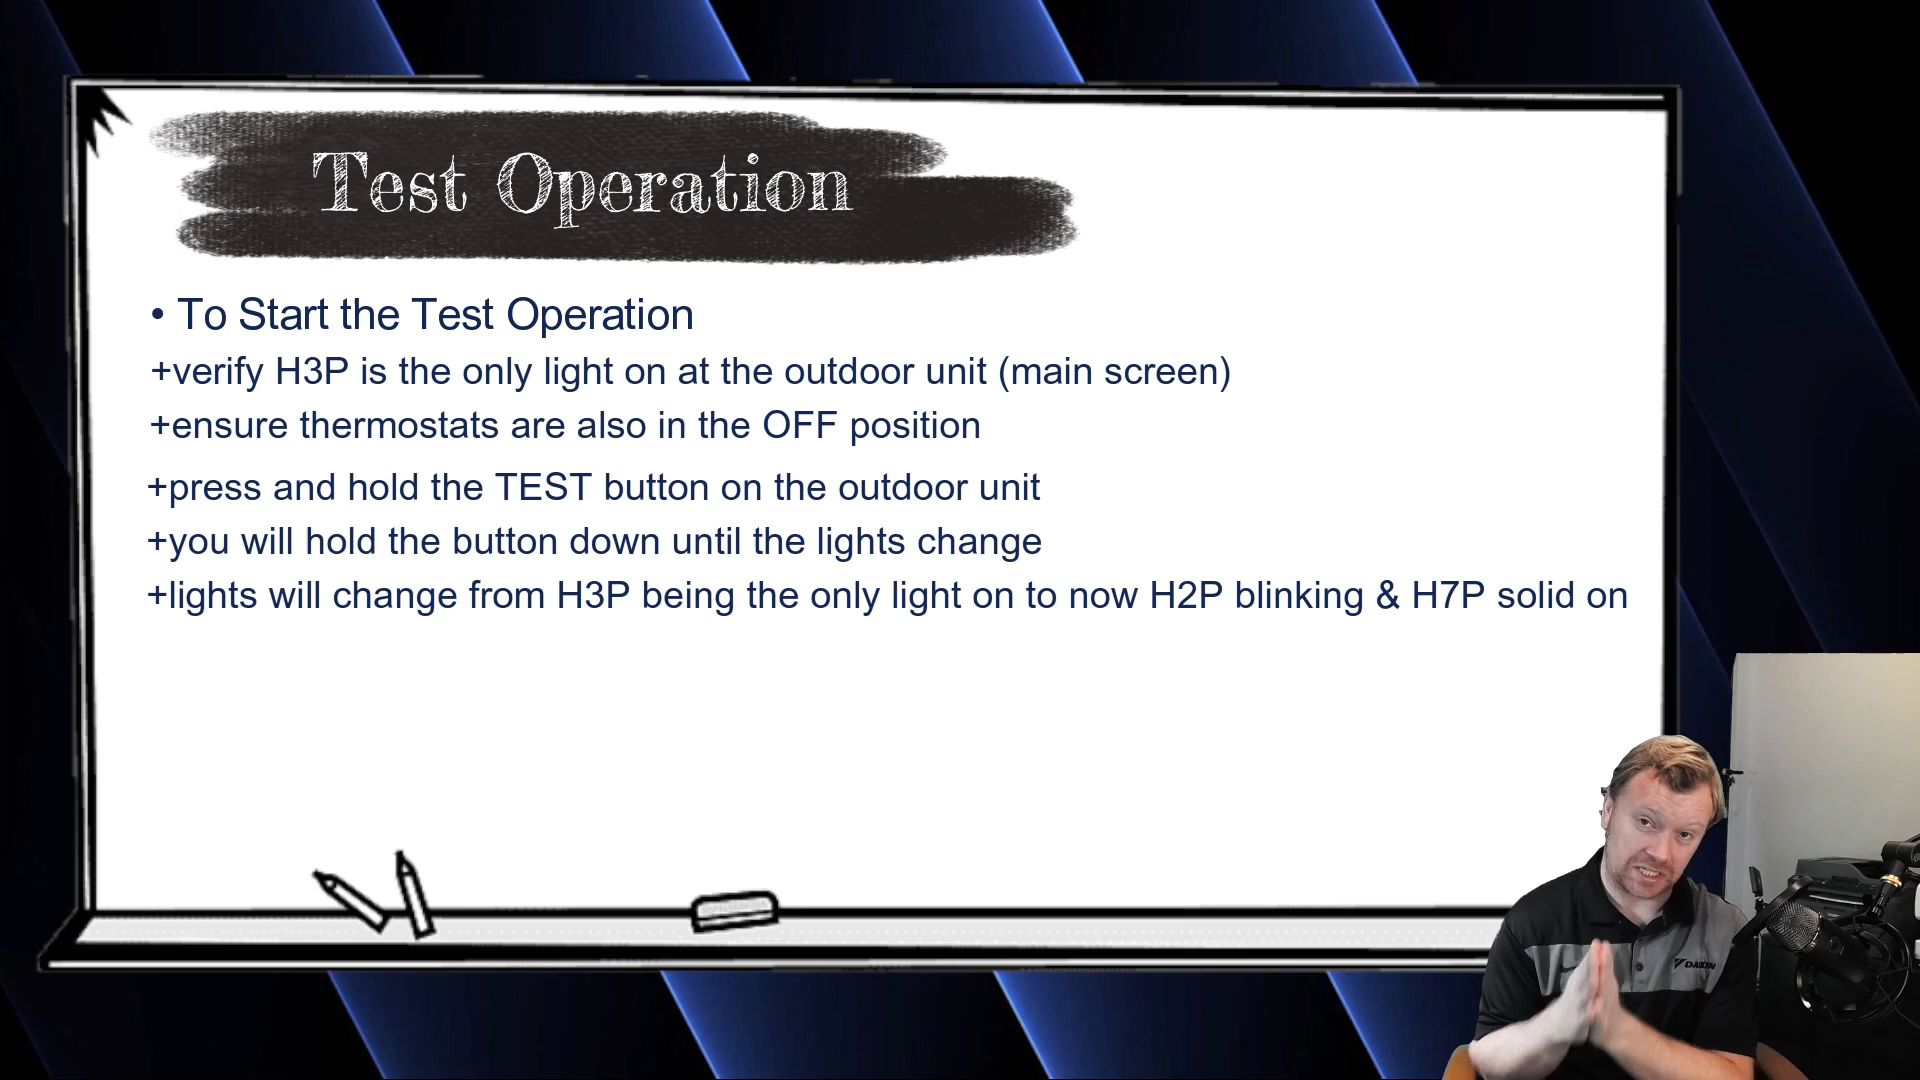 Test Operation
• To Start the Test Operation
+verify H3P is the only light on at the outdoor unit (main screen)
+ensure thermostats are also in the OFF position
+press and hold the TEST button on the outdoor unit
+you will hold the button down until the lights change
+lights will change from H3P being the only light on to now H2P blinking & H7P solid on
DAIKIN